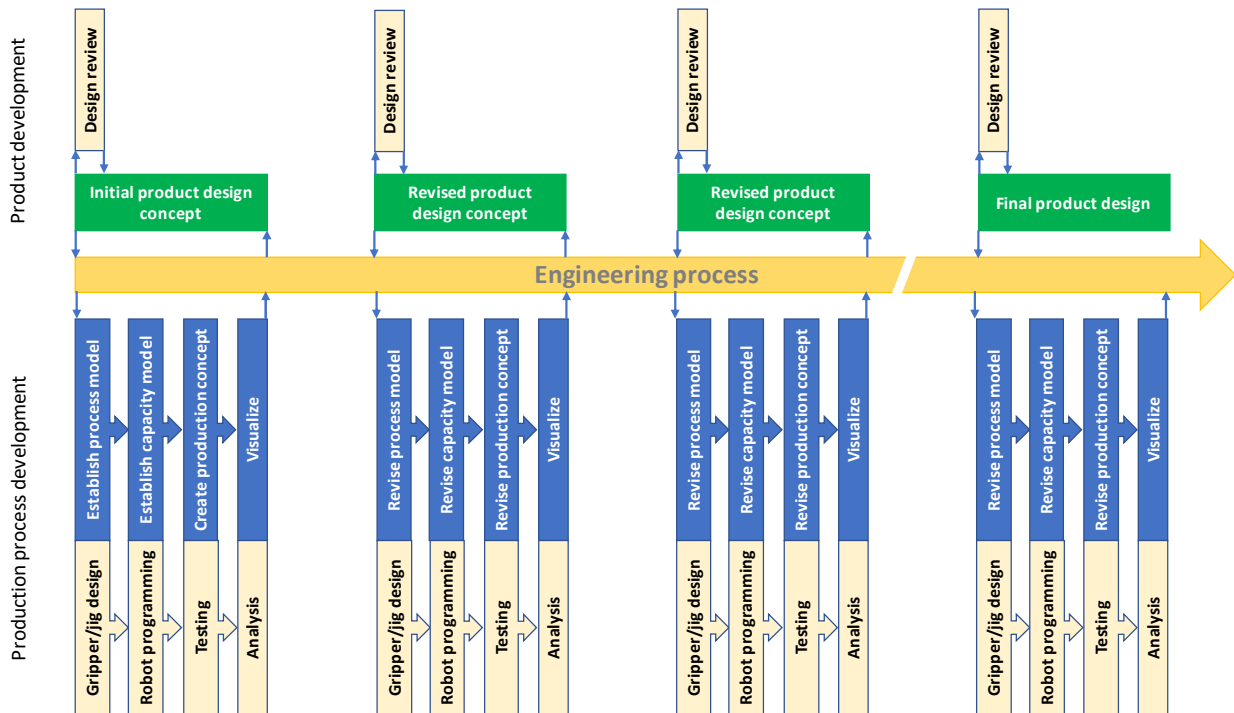 Product development
Design review
Design review
Design review
Design review
Initial product design
concept
Revised product
design concept
Revised product
design concept
Final product design
Engineering process
Production process development
Establish process model
Establish capacity model
Create production concept
Visualize
Revise process model
Revise capacity model
Revise production concept
Visualize
Revise process model
Revise capacity model
Revise production concept
Visualize
Revise process model
Revise capacity model
Revise production concept
Visualize
Gripper/jig design
Robot programming
Testing
Analysis
Gripper/jig design
Robot programming
Testing
Analysis
Gripper/jig design
Robot programming
Testing
Analysis
Gripper/jig design
Robot programming
Testing
Analysis